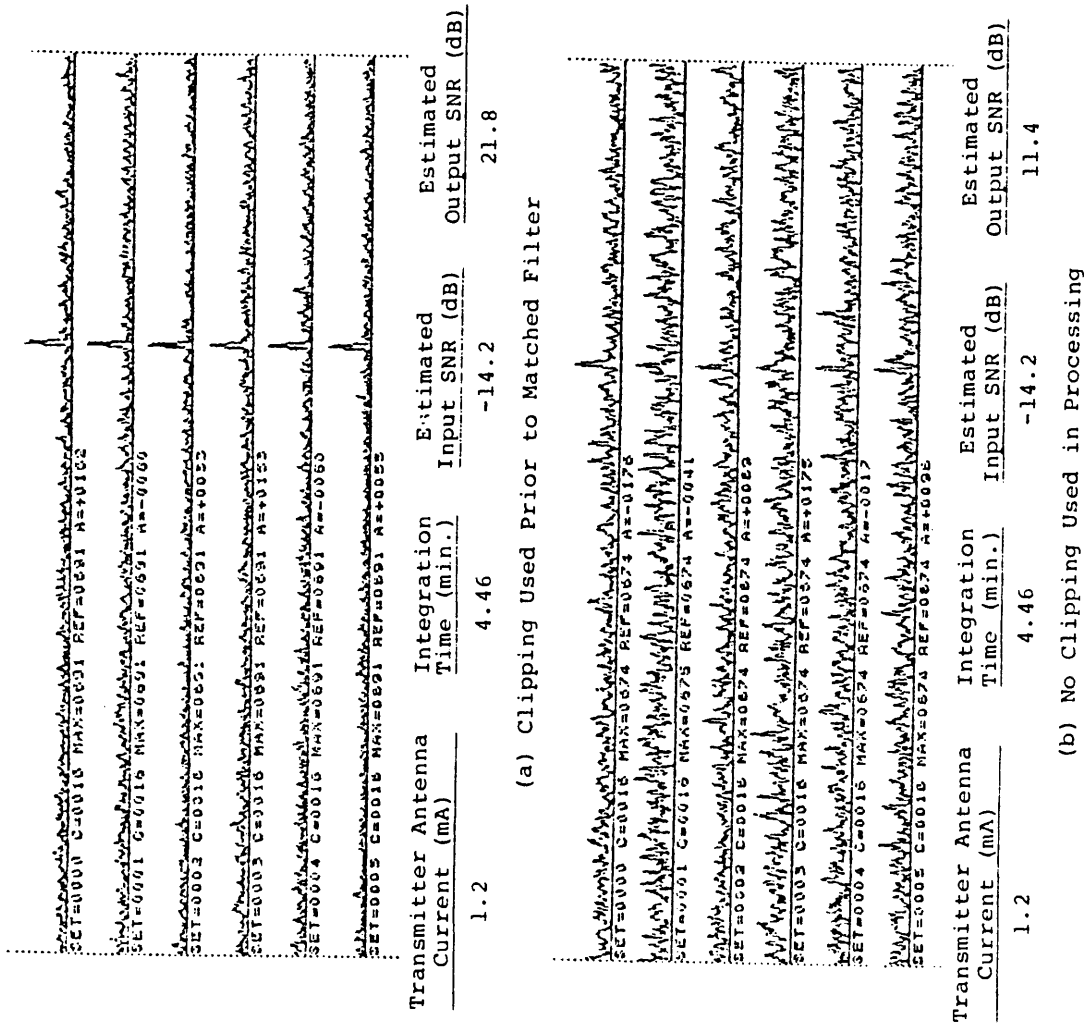 SET=0000 C=0016 MAX=0691 REF=0691 A=+0162
SET=0001 C=0016 MAX=0691 REF=0691 A=-0060
SET=0002 C=0016 MAX=0691 REF=0691 A=+0053
SET=0003 C=0016 MAX=0691 REF=0691 A=+0153
SET=0004 C=0016 MAX=0691 REF=0691 A=-0060
SET=0005 C=0016 MAX=0691 REF=0691 A=+0055
Transmitter Antenna Integration Estimated Estimated
Current (mA) Time (min.) Input SNR (dB) Output SNR (dB)
1.2 4.46 -14.2 21.8
(a) Clipping Used Prior to Matched Filter
SET=0000 C=0016 MAX=0674 REF=0674 A=-0176
SET=0001 C=0016 MAX=0675 REF=0674 A=-0041
SET=0002 C=0016 MAX=0674 REF=0674 A=+0082
SET=0003 C=0016 MAX=0674 REF=0674 A=+0175
SET=0004 C=0016 MAX=0674 REF=0674 A=-0017
SET=0005 C=0016 MAX=0674 REF=0674 A=+0096
Transmitter Antenna Integration Estimated Estimated
Current (mA) Time (min.) Input SNR (dB) Output SNR (dB)
1.2 4.46 -14.2 11.4
(b) No Clipping Used in Processing